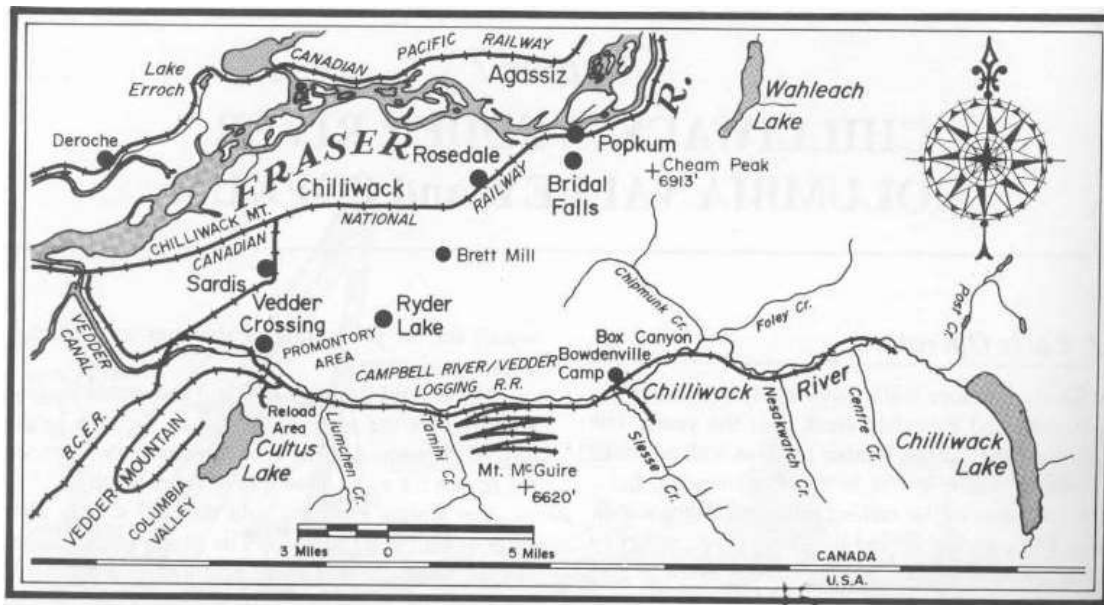 CANADIAN
PACIFIC RAILWAY
Lake
Erroch
Agassiz
Wahleach
Lake
Deroche
FRASER R.
Rosedale
Popkum
Cheam Peak
6913'
Chilliwack
RAILWAY
Bridal
Falls
CHILLIWACK MT.
NATIONAL
CANADIAN
Brett Mill
Sardis
Chipmunk Cr.
Foley Cr.
Post Cr.
VEDDER
CANAL
Vedder
Crossing
Ryder
Lake
PROMONTORY
AREA
Box Canyon
Bowdenville
Camp
CAMPBELL RIVER/VEDDER
LOGGING R.R.
Chilliwack River
B.C.E.R.
VEDDER MOUNTAIN
Reload
Area
Cultus
Lake
Liumchen Cr.
Tamihi Cr.
Slesse Cr.
Nesakwatch Cr.
Centre Cr.
Chilliwack
Lake
COLUMBIA
VALLEY
Mt. McGuire
6620'
3 Miles 0 5 Miles
CANADA
U.S.A.